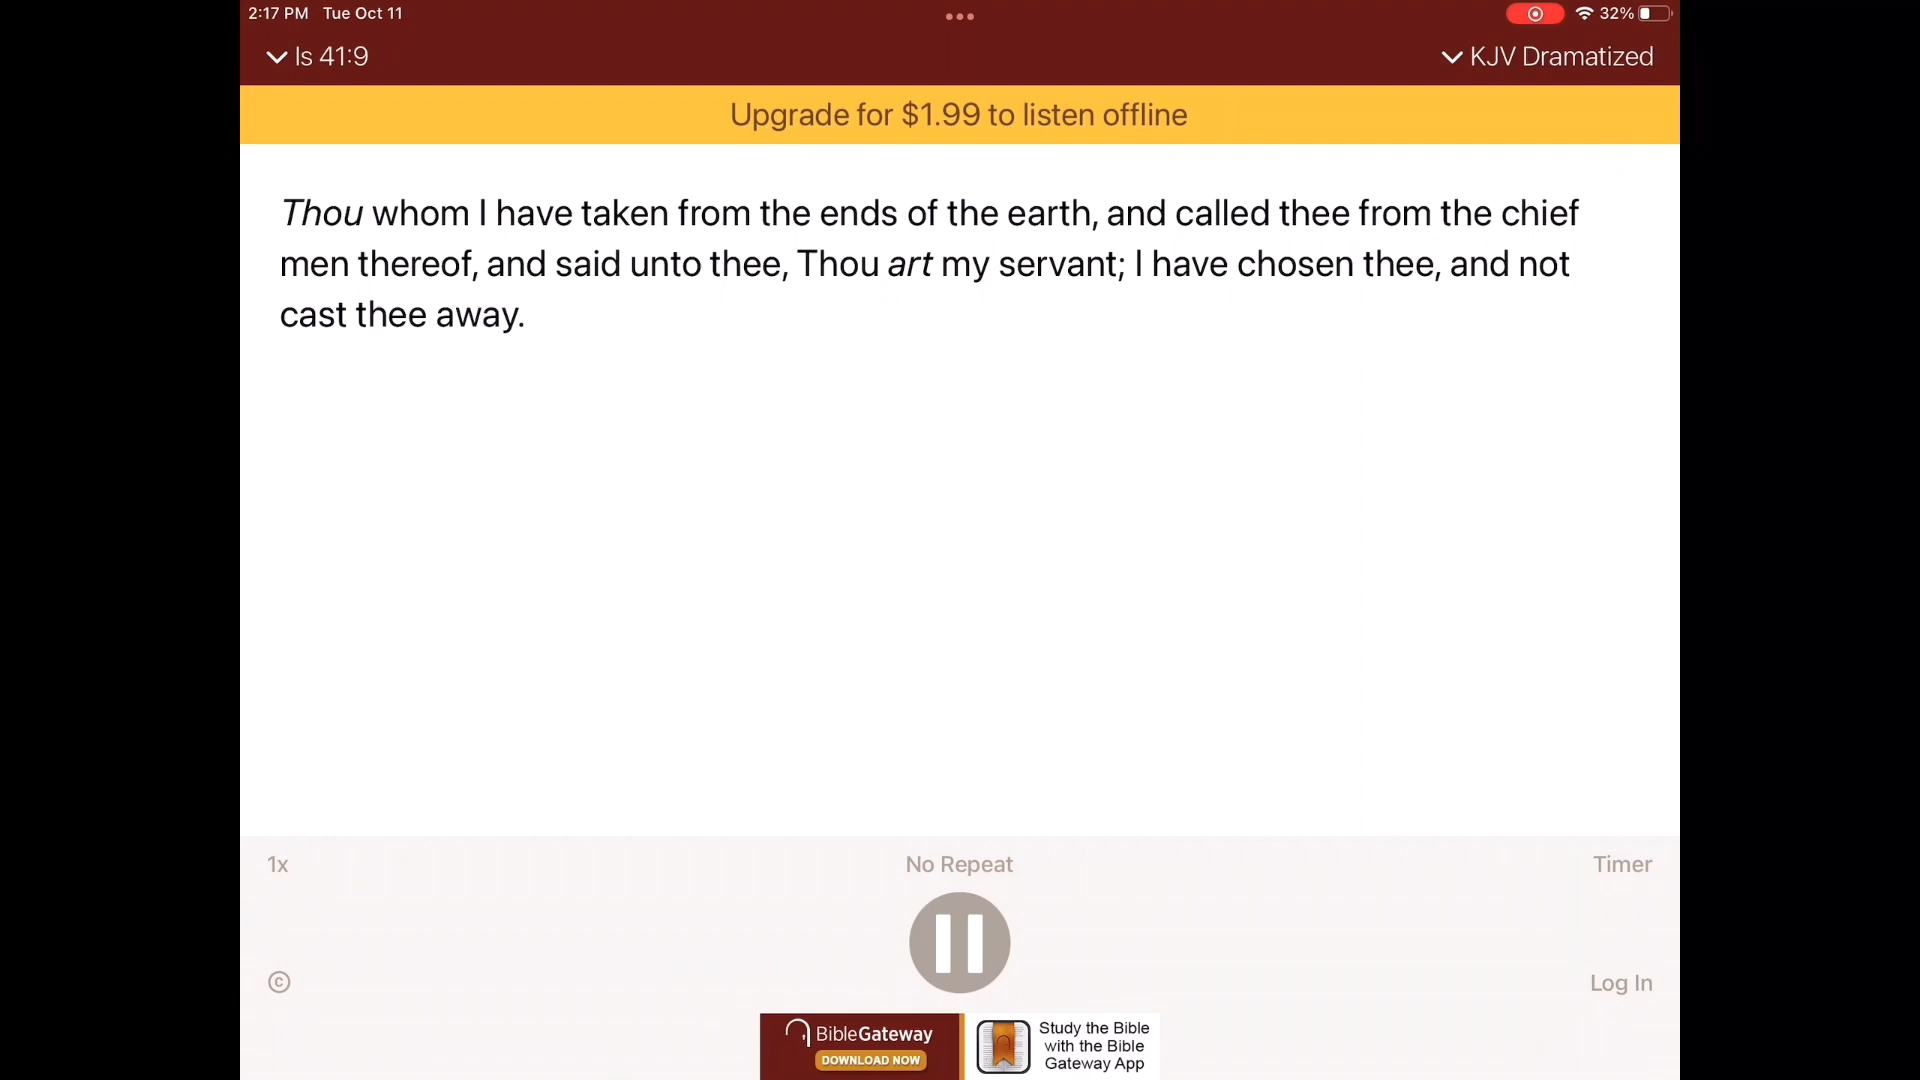 2:17 PM Tue Oct 11
32%
Is 41:9
KJV Dramatized
Upgrade for $1.99 to listen offline
Thou whom I have taken from the ends of the earth, and called thee from the chief
men thereof, and said unto thee, Thou art my servant; I have chosen thee, and not
cast thee away.
1x
No Repeat
Timer
©
Log In
BibleGateway
DOWNLOAD NOW
Study the Bible
with the Bible
Gateway App